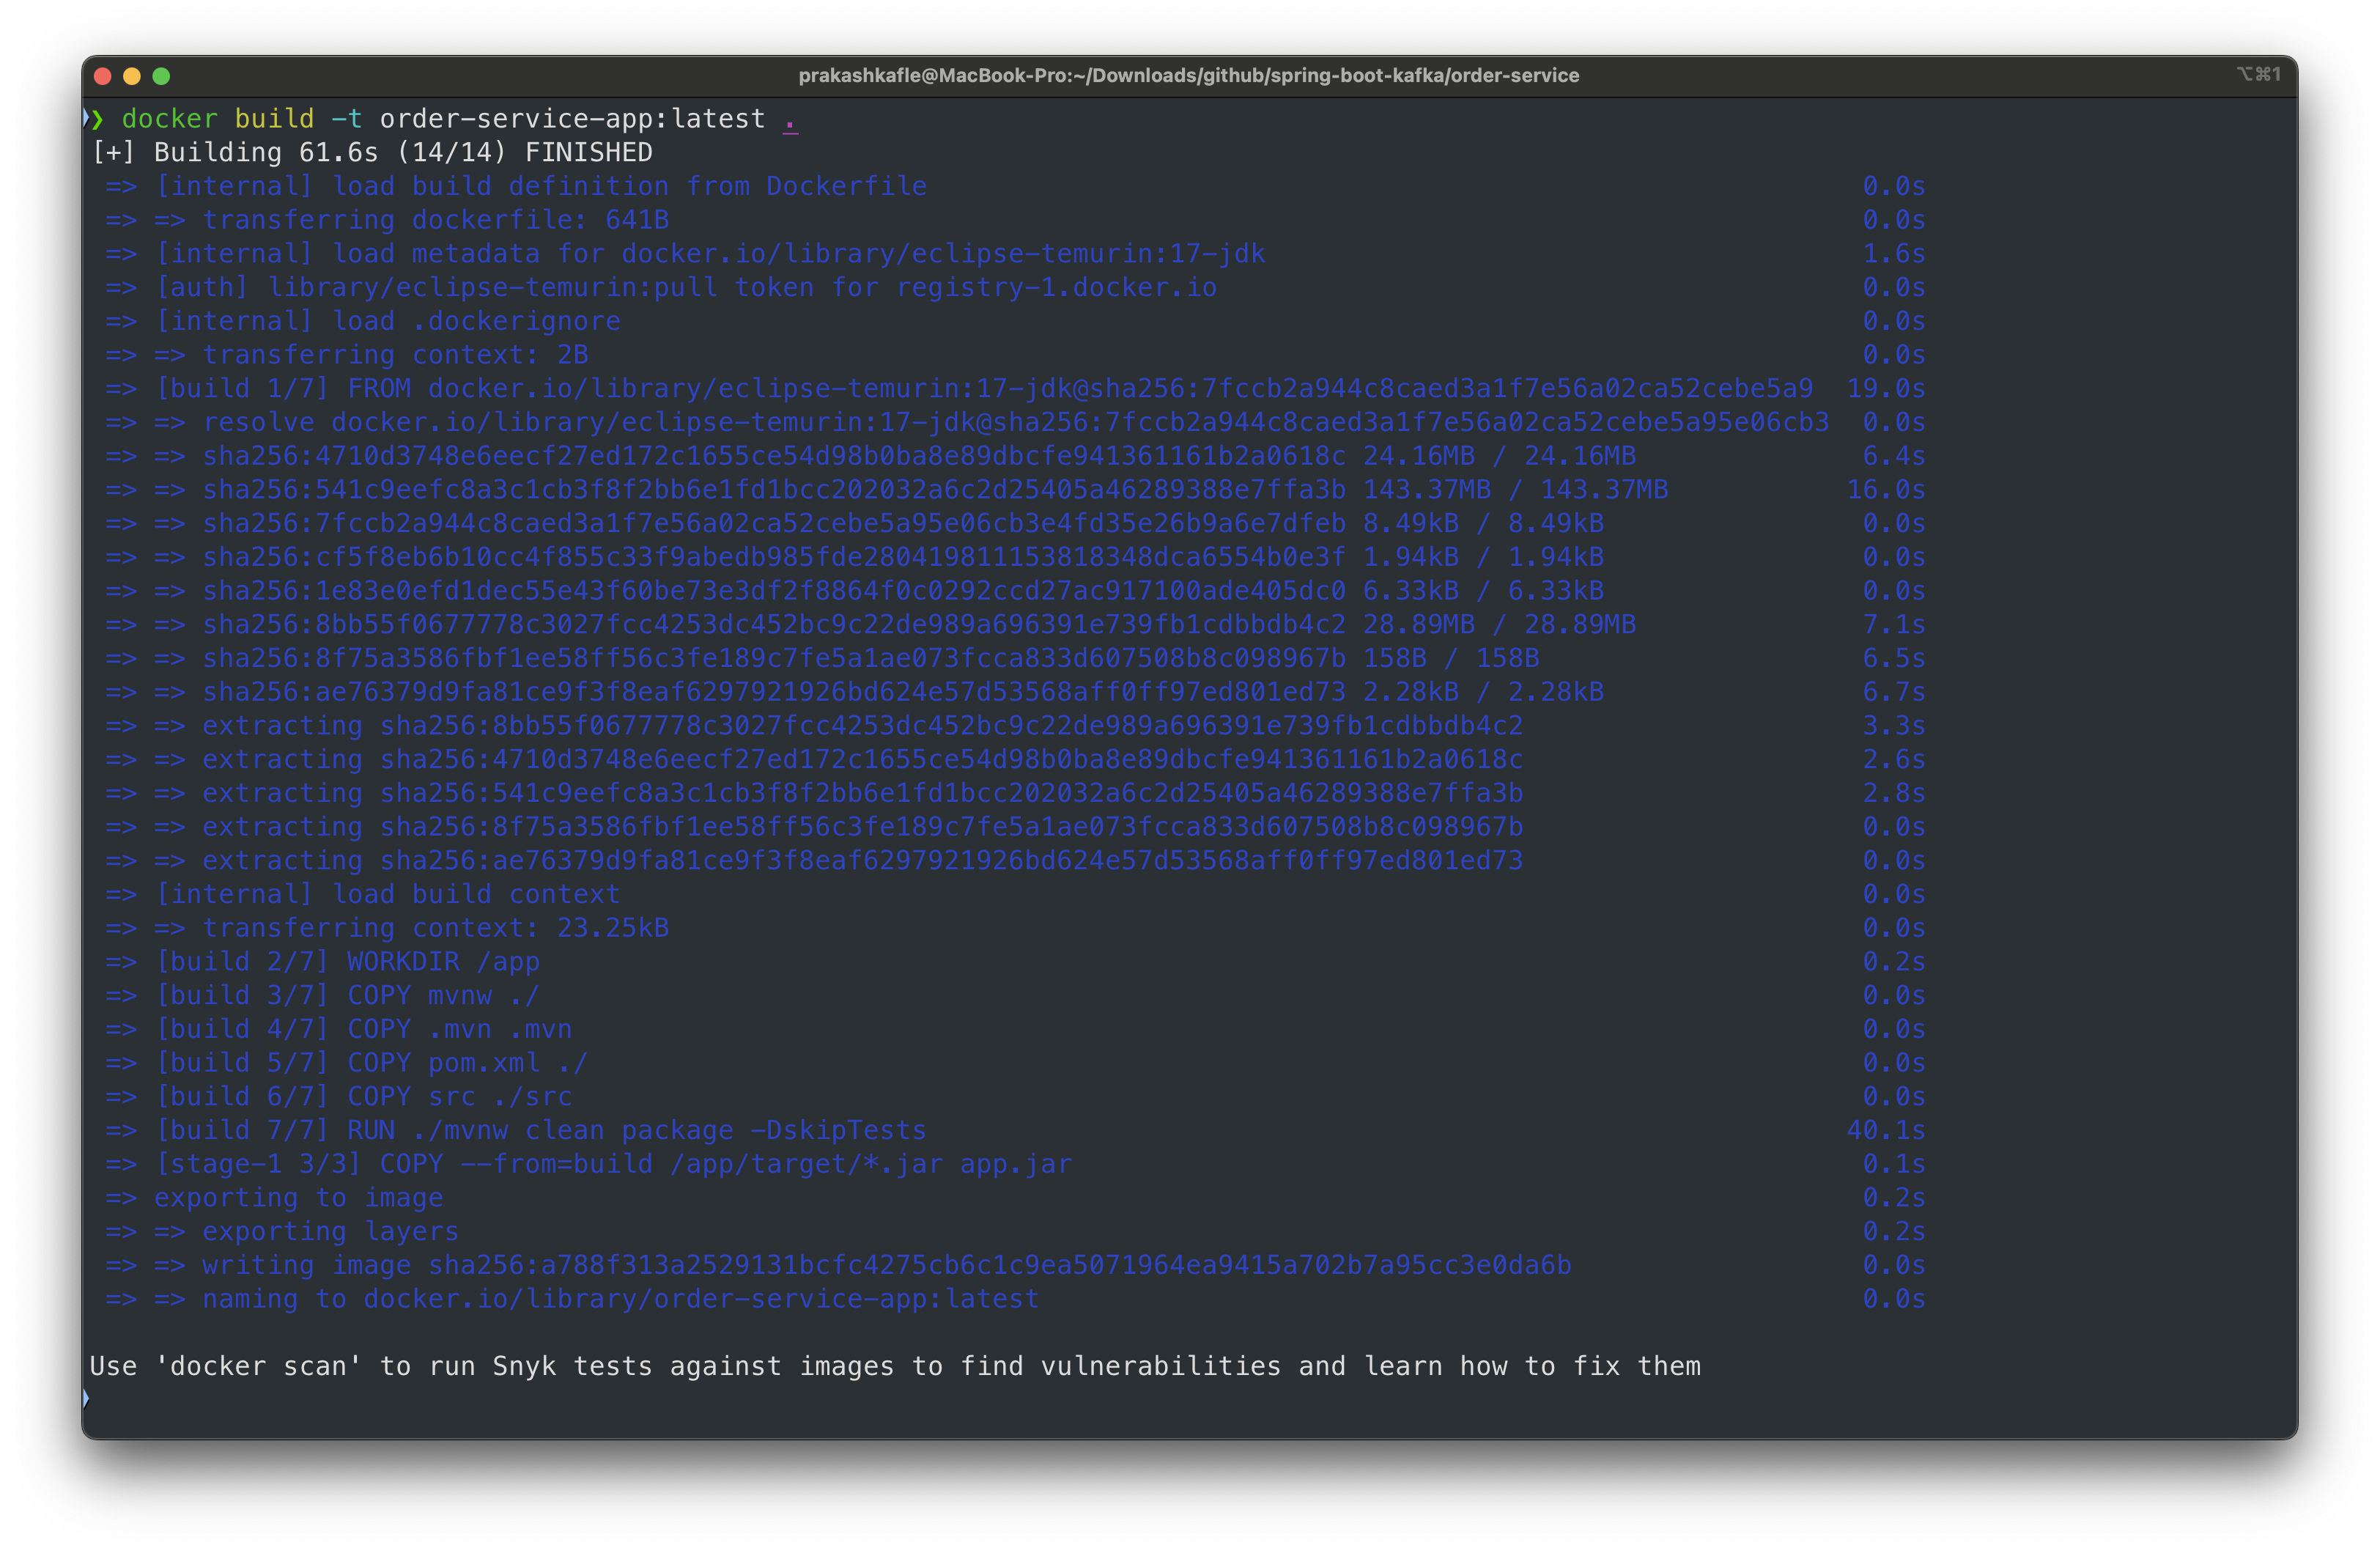 prakashkafle@MacBook-Pro:~/Downloads/github/spring-boot-kafka/order-service ⌥⌘1
❯ docker build -t order-service-app:latest .
[+] Building 61.6s (14/14) FINISHED
=> [internal] load build definition from Dockerfile 0.0s
=> => transferring dockerfile: 641B 0.0s
=> [internal] load metadata for docker.io/library/eclipse-temurin:17-jdk 1.6s
=> [auth] library/eclipse-temurin:pull token for registry-1.docker.io 0.0s
=> [internal] load .dockerignore 0.0s
=> => transferring context: 2B 0.0s
=> [build 1/7] FROM docker.io/library/eclipse-temurin:17-jdk@sha256:7fccb2a944c8caed3a1f7e56a02ca52cebe5a9 19.0s
=> => resolve docker.io/library/eclipse-temurin:17-jdk@sha256:7fccb2a944c8caed3a1f7e56a02ca52cebe5a95e06cb3 0.0s
=> => sha256:4710d3748e6eecf27ed172c1655ce54d98b0ba8e89dbcfe941361161b2a0618c 24.16MB / 24.16MB 6.4s
=> => sha256:541c9eefc8a3c1cb3f8f2bb6e1fd1bcc202032a6c2d25405a46289388e7ffa3b 143.37MB / 143.37MB 16.0s
=> => sha256:7fccb2a944c8caed3a1f7e56a02ca52cebe5a95e06cb3e4fd35e26b9a6e7dfeb 8.49kB / 8.49kB 0.0s
=> => sha256:cf5f8eb6b10cc4f855c33f9abedb985fde280419811153818348dca6554b0e3f 1.94kB / 1.94kB 0.0s
=> => sha256:1e83e0efd1dec55e43f60be73e3df2f8864f0c0292ccd27ac917100ade405dc0 6.33kB / 6.33kB 0.0s
=> => sha256:8bb55f0677778c3027fcc4253dc452bc9c22de989a696391e739fb1cdbbdb4c2 28.89MB / 28.89MB 7.1s
=> => sha256:8f75a3586fbf1ee58ff56c3fe189c7fe5a1ae073fcca833d607508b8c098967b 158B / 158B 6.5s
=> => sha256:ae76379d9fa81ce9f3f8eaf6297921926bd624e57d53568aff0ff97ed801ed73 2.28kB / 2.28kB 6.7s
=> => extracting sha256:8bb55f0677778c3027fcc4253dc452bc9c22de989a696391e739fb1cdbbdb4c2 3.3s
=> => extracting sha256:4710d3748e6eecf27ed172c1655ce54d98b0ba8e89dbcfe941361161b2a0618c 2.6s
=> => extracting sha256:541c9eefc8a3c1cb3f8f2bb6e1fd1bcc202032a6c2d25405a46289388e7ffa3b 2.8s
=> => extracting sha256:8f75a3586fbf1ee58ff56c3fe189c7fe5a1ae073fcca833d607508b8c098967b 0.0s
=> => extracting sha256:ae76379d9fa81ce9f3f8eaf6297921926bd624e57d53568aff0ff97ed801ed73 0.0s
=> [internal] load build context 0.0s
=> => transferring context: 23.25kB 0.0s
=> [build 2/7] WORKDIR /app 0.2s
=> [build 3/7] COPY mvnw ./ 0.0s
=> [build 4/7] COPY .mvn .mvn 0.0s
=> [build 5/7] COPY pom.xml ./ 0.0s
=> [build 6/7] COPY src ./src 0.0s
=> [build 7/7] RUN ./mvnw clean package -DskipTests 40.1s
=> [stage-1 3/3] COPY --from=build /app/target/*.jar app.jar 0.1s
=> exporting to image 0.2s
=> => exporting layers 0.2s
=> => writing image sha256:a788f313a2529131bcfc4275cb6c1c9ea5071964ea9415a702b7a95cc3e0da6b 0.0s
=> => naming to docker.io/library/order-service-app:latest 0.0s
Use 'docker scan' to run Snyk tests against images to find vulnerabilities and learn how to fix them